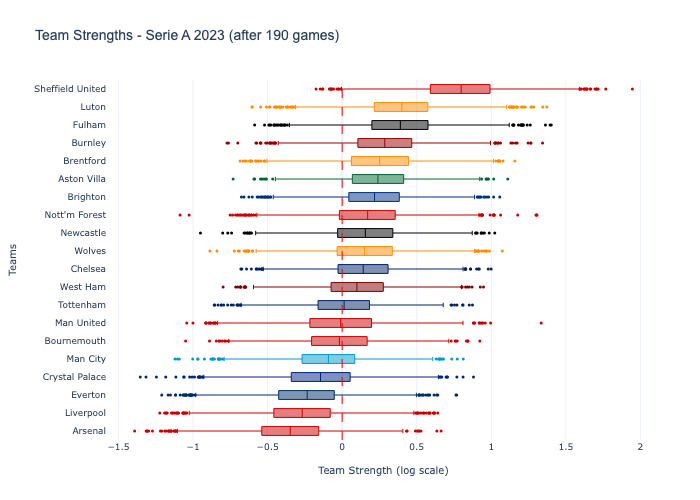 Team Strengths - Serie A 2023 (after 190 games)
Sheffield United
Luton
Fulham
Burnley
Brentford
Aston Villa
Brighton
Nott'm Forest
Newcastle
Wolves
Chelsea
West Ham
Tottenham
Man United
Bournemouth
Man City
Crystal Palace
Everton
Liverpool
Arsenal
Teams
−1.5 −1 −0.5 0 0.5 1 1.5 2
Team Strength (log scale)